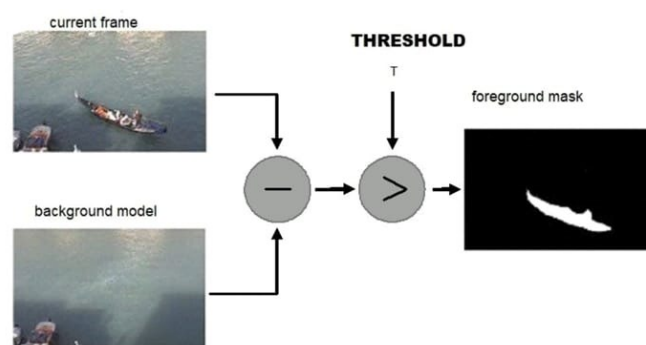 current frame
THRESHOLD
T
foreground mask
background model